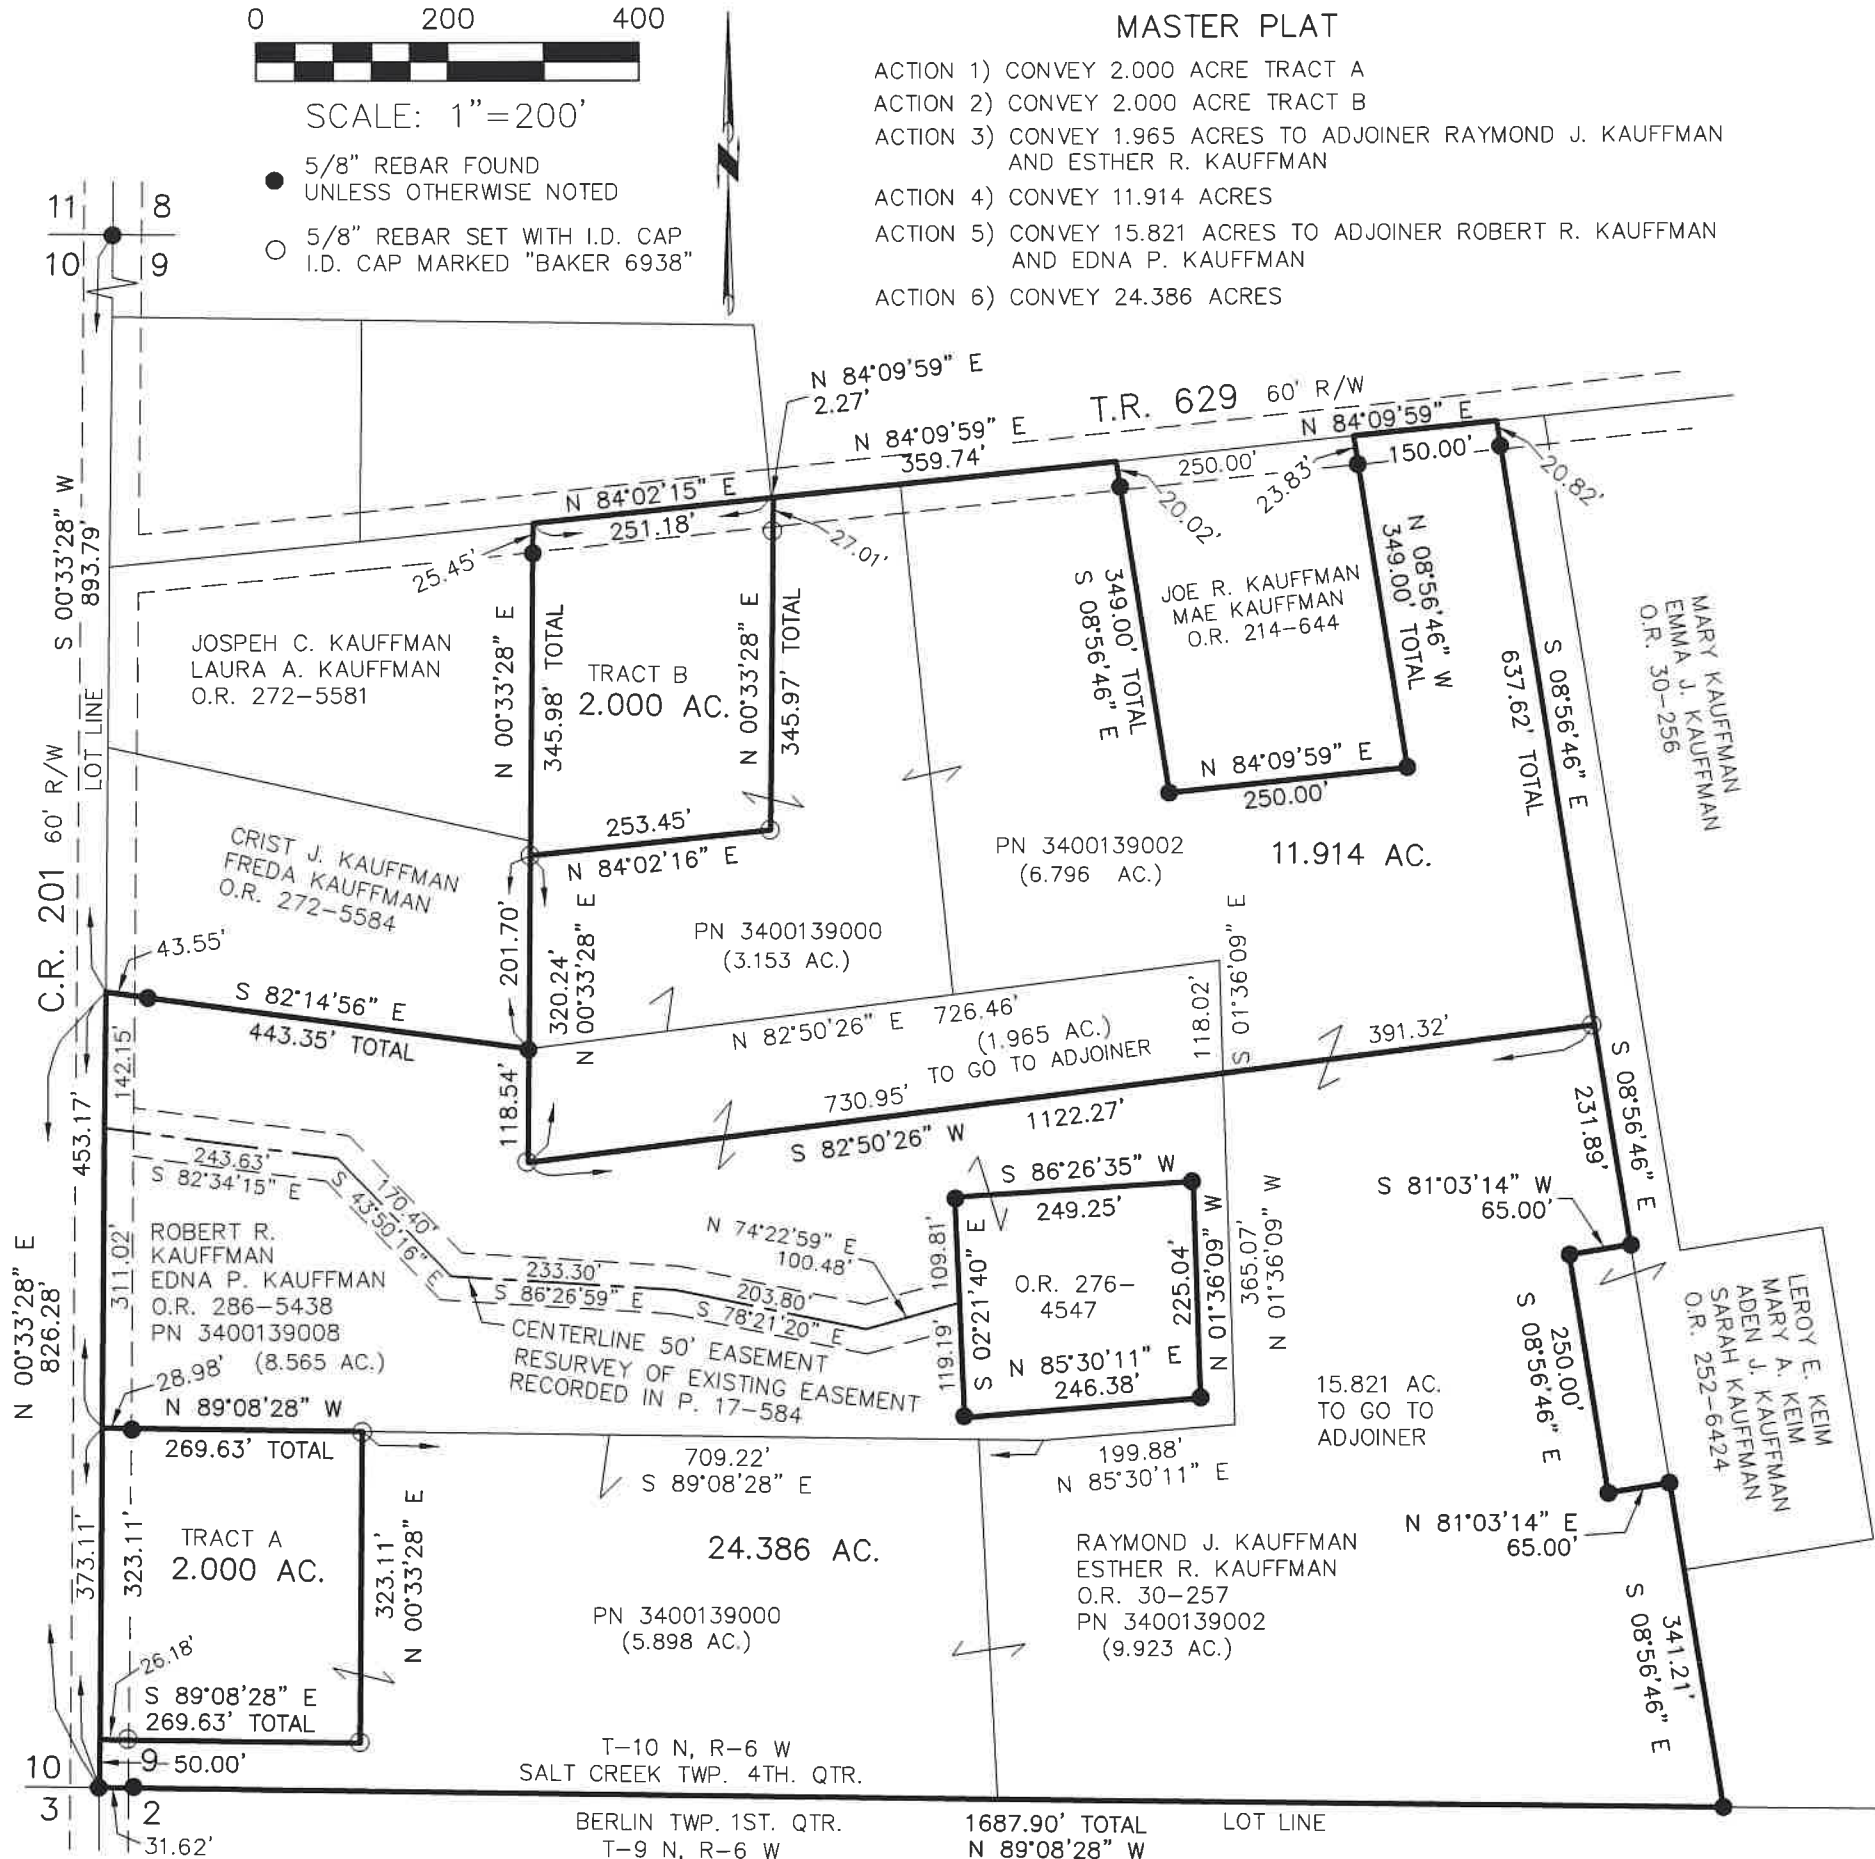 0 200 400
SCALE: 1"=200'
5/8" REBAR FOUND
UNLESS OTHERWISE NOTED
5/8" REBAR SET WITH I.D. CAP
I.D. CAP MARKED "BAKER 6938"
N
MASTER PLAT
ACTION 1) CONVEY 2.000 ACRE TRACT A
ACTION 2) CONVEY 2.000 ACRE TRACT B
ACTION 3) CONVEY 1.965 ACRES TO ADJOINER RAYMOND J. KAUFFMAN
AND ESTHER R. KAUFFMAN
ACTION 4) CONVEY 11.914 ACRES
ACTION 5) CONVEY 15.821 ACRES TO ADJOINER ROBERT R. KAUFFMAN
AND EDNA P. KAUFFMAN
ACTION 6) CONVEY 24.386 ACRES
11 8
10 9
S 00°33'28" W
893.79'
LOT LINE
C.R. 201 60' R/W
N 84°09'59" E
2.27'
T.R. 629 60' R/W
N 84°09'59" E
359.74'
N 84°09'59" E
250.00'
150.00'
23.83'
20.82'
20.02'
N 84°02'15" E
251.18'
25.45'
27.01'
JOSPEH C. KAUFFMAN
LAURA A. KAUFFMAN
O.R. 272-5581
N 00°33'28" E
345.98' TOTAL
TRACT B
2.000 AC.
N 00°33'28" E
345.97' TOTAL
253.45'
N 84°02'16" E
349.00' TOTAL
S 08°56'46" E
JOE R. KAUFFMAN
MAE KAUFFMAN
O.R. 214-644
N 08°56'46" W
349.00' TOTAL
N 84°09'59" E
250.00'
S 08°56'46" E
637.62' TOTAL
MARY KAUFFMAN
EMMA J. KAUFFMAN
O.R. 30-256
CRIST J. KAUFFMAN
FREDA KAUFFMAN
O.R. 272-5584
PN 3400139002
(6.796 AC.)
11.914 AC.
PN 3400139000
(3.153 AC.)
201.70'
320.24'
N 00°33'28" E
43.55'
S 82°14'56" E
443.35' TOTAL
142.15'
118.54'
N 82°50'26" E 726.46'
(1.965 AC.)
TO GO TO ADJOINER
118.02'
S 01°36'09" E
391.32'
730.95'
1122.27'
S 82°50'26" W
S 08°56'46" E
231.89'
453.17'
243.63'
S 82°34'15" E
170.40'
S 43°50'16" E
311.02'
ROBERT R.
KAUFFMAN
EDNA P. KAUFFMAN
O.R. 286-5438
PN 3400139008
(8.565 AC.)
N 00°33'28" E
826.28'
233.30'
S 86°26'59" E
203.80'
S 78°21'20" E
N 74°22'59" E
100.48'
CENTERLINE 50' EASEMENT
RESURVEY OF EXISTING EASEMENT
RECORDED IN P. 17-584
109.81'
119.19'
S 02°21'40" E
S 86°26'35" W
249.25'
O.R. 276-
4547
225.04'
N 01°36'09" W
N 85°30'11" E
246.38'
365.07'
N 01°36'09" W
S 81°03'14" W
65.00'
250.00'
S 08°56'46" E
LEROY E. KEIM
MARY A. KEIM
ADEN J. KAUFFMAN
SARAH KAUFFMAN
O.R. 252-6424
15.821 AC.
TO GO TO
ADJOINER
28.98'
N 89°08'28" W
269.63' TOTAL
709.22'
S 89°08'28" E
199.88'
N 85°30'11" E
N 81°03'14" E
65.00'
373.11'
323.11'
TRACT A
2.000 AC.
323.11'
N 00°33'28" E
24.386 AC.
PN 3400139000
(5.898 AC.)
RAYMOND J. KAUFFMAN
ESTHER R. KAUFFMAN
O.R. 30-257
PN 3400139002
(9.923 AC.)
341.21'
S 08°56'46" E
26.18'
S 89°08'28" E
269.63' TOTAL
50.00'
10 9
3 2
31.62'
T-10 N, R-6 W
SALT CREEK TWP. 4TH. QTR.
BERLIN TWP. 1ST. QTR.
T-9 N, R-6 W
1687.90' TOTAL
N 89°08'28" W
LOT LINE